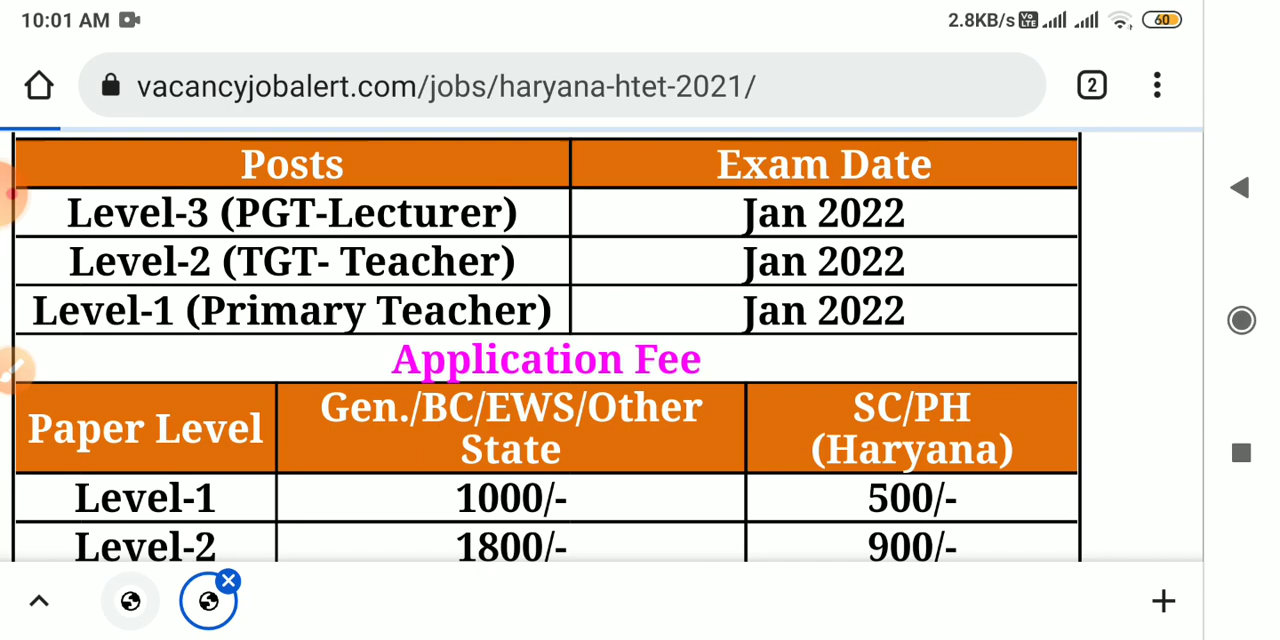 10:01 AM 2.8KB/s Vo LTE 60
vacancyjobalert.com/jobs/haryana-htet-2021/ 2
Posts Exam Date
Level-3 (PGT-Lecturer) Jan 2022
Level-2 (TGT- Teacher) Jan 2022
Level-1 (Primary Teacher) Jan 2022
Application Fee
Paper Level Gen./BC/EWS/Other State SC/PH (Haryana)
Level-1 1000/- 500/-
Level-2 1800/- 900/-